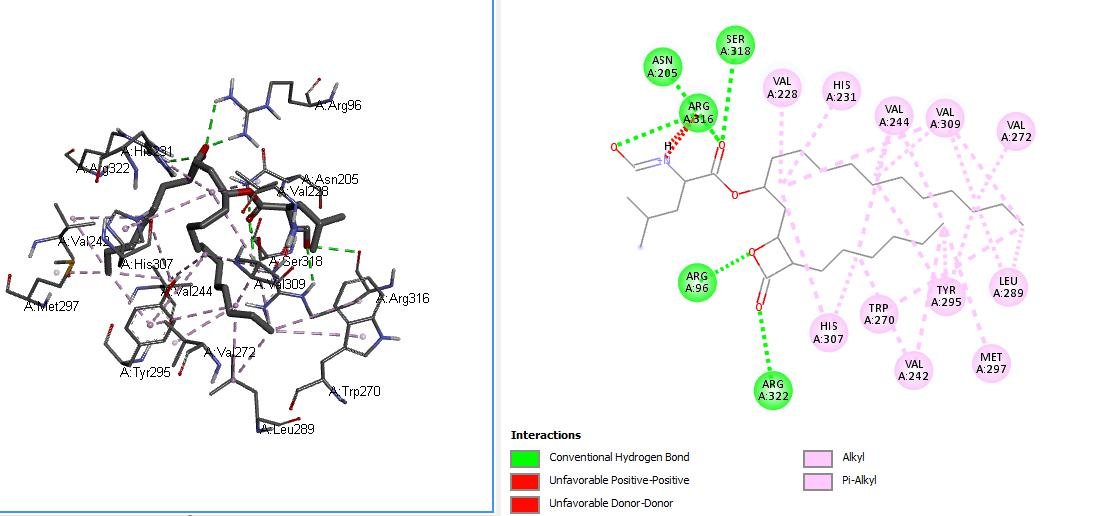 A:Arg96
A:His231
A:Arg322
A:Asn205
A:Val228
A:Val242
A:His307
A:Ser318
A:Val309
A:Val244
A:Met297
A:Arg316
A:Val272
A:Tyr295
A:Trp270
A:Leu289
SER
A:318
ASN
A:205
ARG
A:316
VAL
A:228
HIS
A:231
VAL
A:244
VAL
A:309
VAL
A:272
O
H
N
O
O
O
O
ARG
A:96
ARG
A:322
HIS
A:307
TRP
A:270
VAL
A:242
TYR
A:295
MET
A:297
LEU
A:289
Interactions
Conventional Hydrogen Bond
Unfavorable Positive-Positive
Unfavorable Donor-Donor
Alkyl
Pi-Alkyl